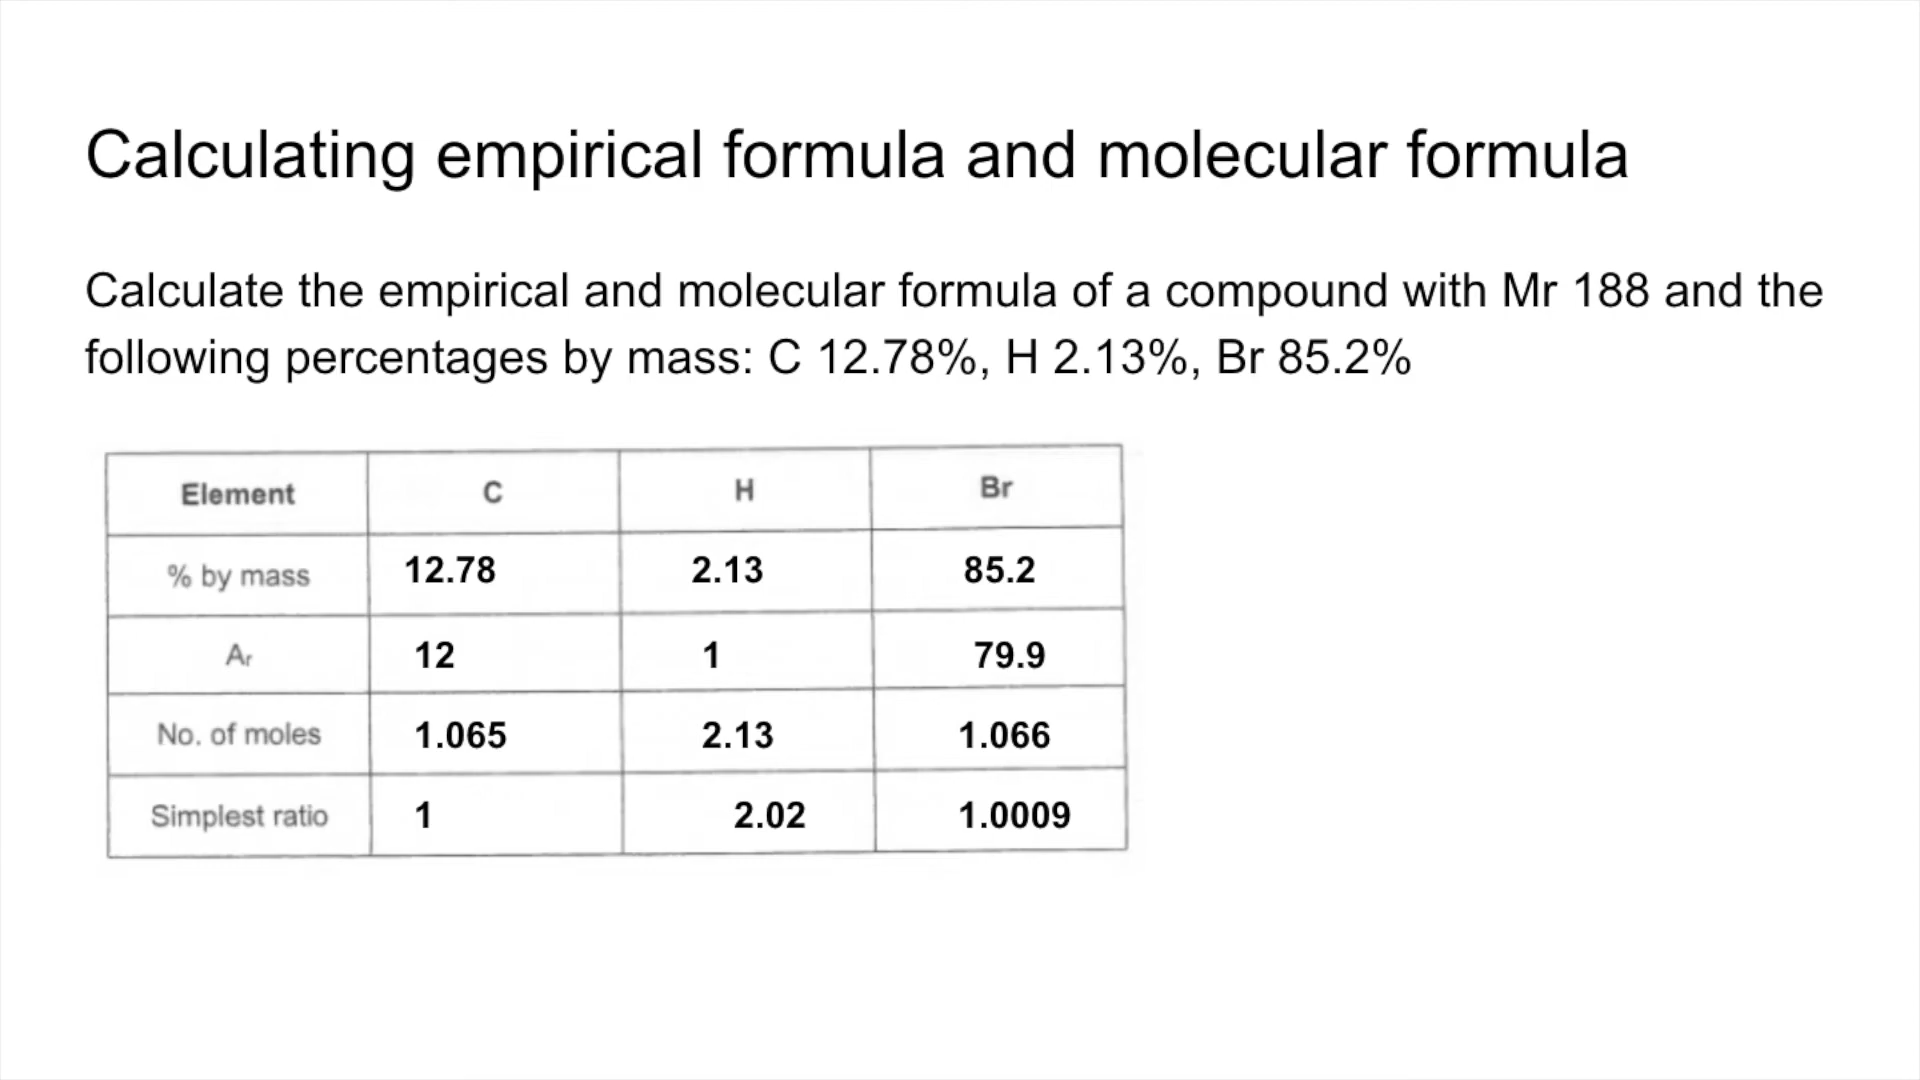 Calculating empirical formula and molecular formula
Calculate the empirical and molecular formula of a compound with Mr 188 and the
following percentages by mass: C 12.78%, H 2.13%, Br 85.2%
Element C H Br
% by mass 12.78 2.13 85.2
Ar 12 1 79.9
No. of moles 1.065 2.13 1.066
Simplest ratio 1 2.02 1.0009